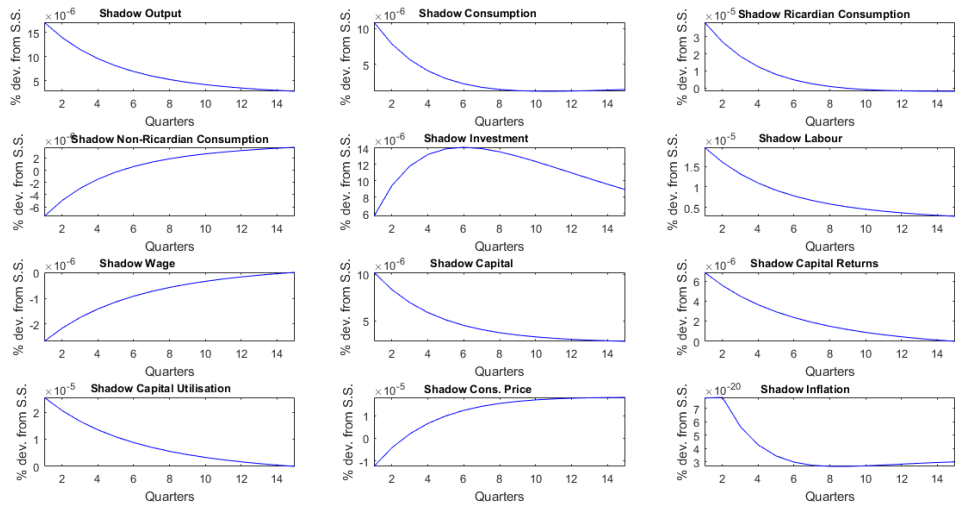 ×10^-6 Shadow Output
% dev. from S.S.
15
10
5
2 4 6 8 10 12 14
Quarters
×10^-6 Shadow Consumption
% dev. from S.S.
10
5
2 4 6 8 10 12 14
Quarters
×10^-5 Shadow Ricardian Consumption
% dev. from S.S.
3
2
1
0
2 4 6 8 10 12 14
Quarters
Shadow Non-Ricardian Consumption
% dev. from S.S.
2
0
-2
-4
-6
2 4 6 8 10 12 14
Quarters
×10^-6 Shadow Investment
% dev. from S.S.
14
12
10
8
6
2 4 6 8 10 12 14
Quarters
×10^-5 Shadow Labour
% dev. from S.S.
1.5
1
0.5
2 4 6 8 10 12 14
Quarters
×10^-6 Shadow Wage
% dev. from S.S.
0
-1
-2
2 4 6 8 10 12 14
Quarters
×10^-6 Shadow Capital
% dev. from S.S.
10
5
2 4 6 8 10 12 14
Quarters
×10^-6 Shadow Capital Returns
% dev. from S.S.
6
4
2
0
2 4 6 8 10 12 14
Quarters
×10^-5 Shadow Capital Utilisation
% dev. from S.S.
2
1
0
2 4 6 8 10 12 14
Quarters
×10^-5 Shadow Cons. Price
% dev. from S.S.
1
0
-1
2 4 6 8 10 12 14
Quarters
×10^-20 Shadow Inflation
% dev. from S.S.
7
6
5
4
3
2 4 6 8 10 12 14
Quarters